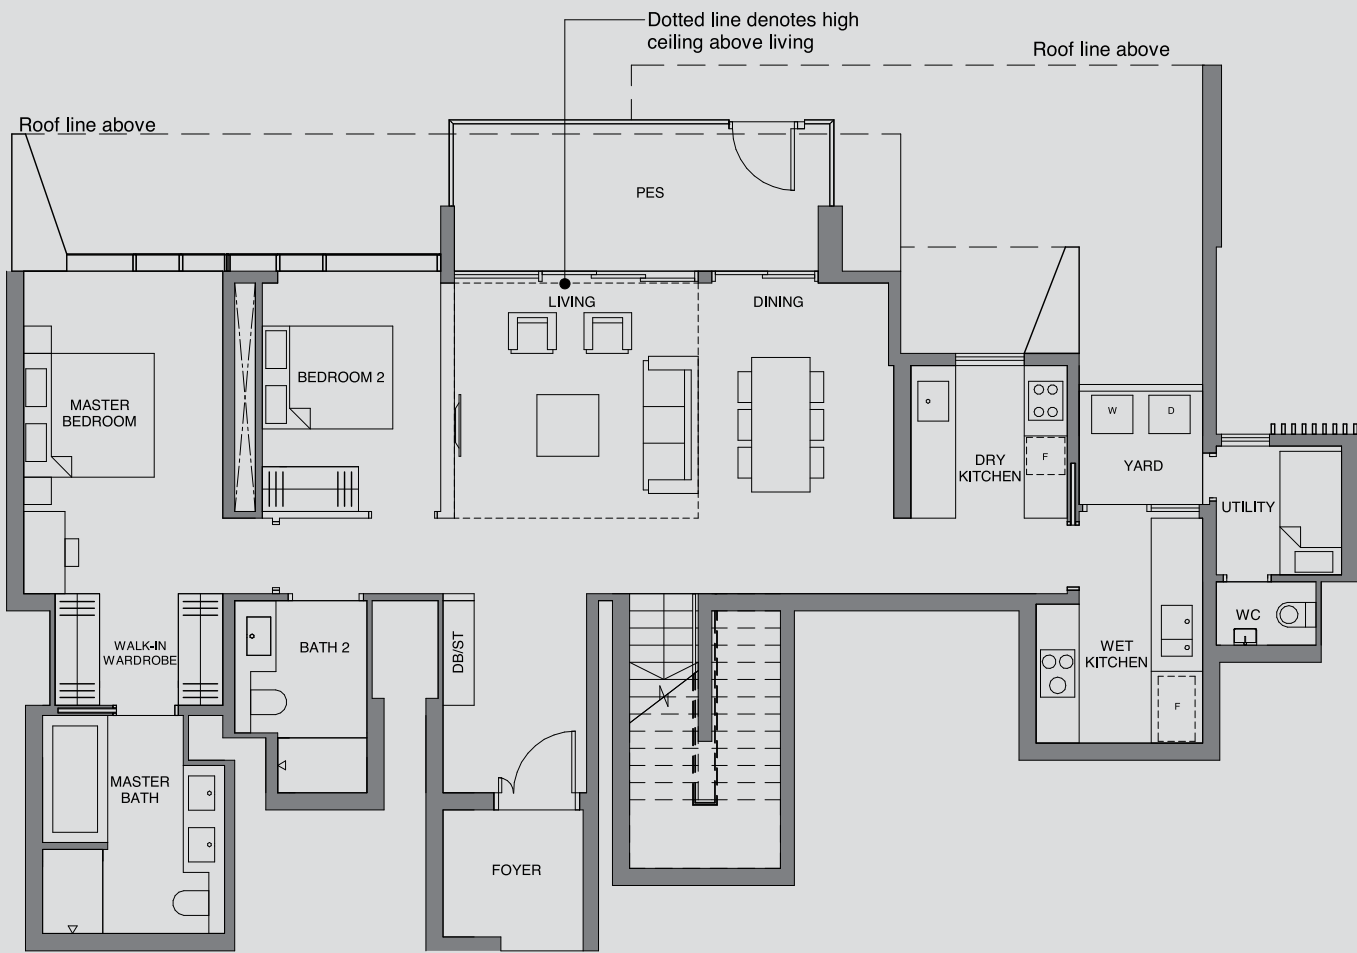 Dotted line denotes high
ceiling above living
Roof line above
Roof line above
PES
LIVING
DINING
BEDROOM 2
MASTER
BEDROOM
W
D
DRY
KITCHEN
F
YARD
UTILITY
WALK-IN
WARDROBE
BATH 2
DB/ST
WC
WET
KITCHEN
F
MASTER
BATH
FOYER